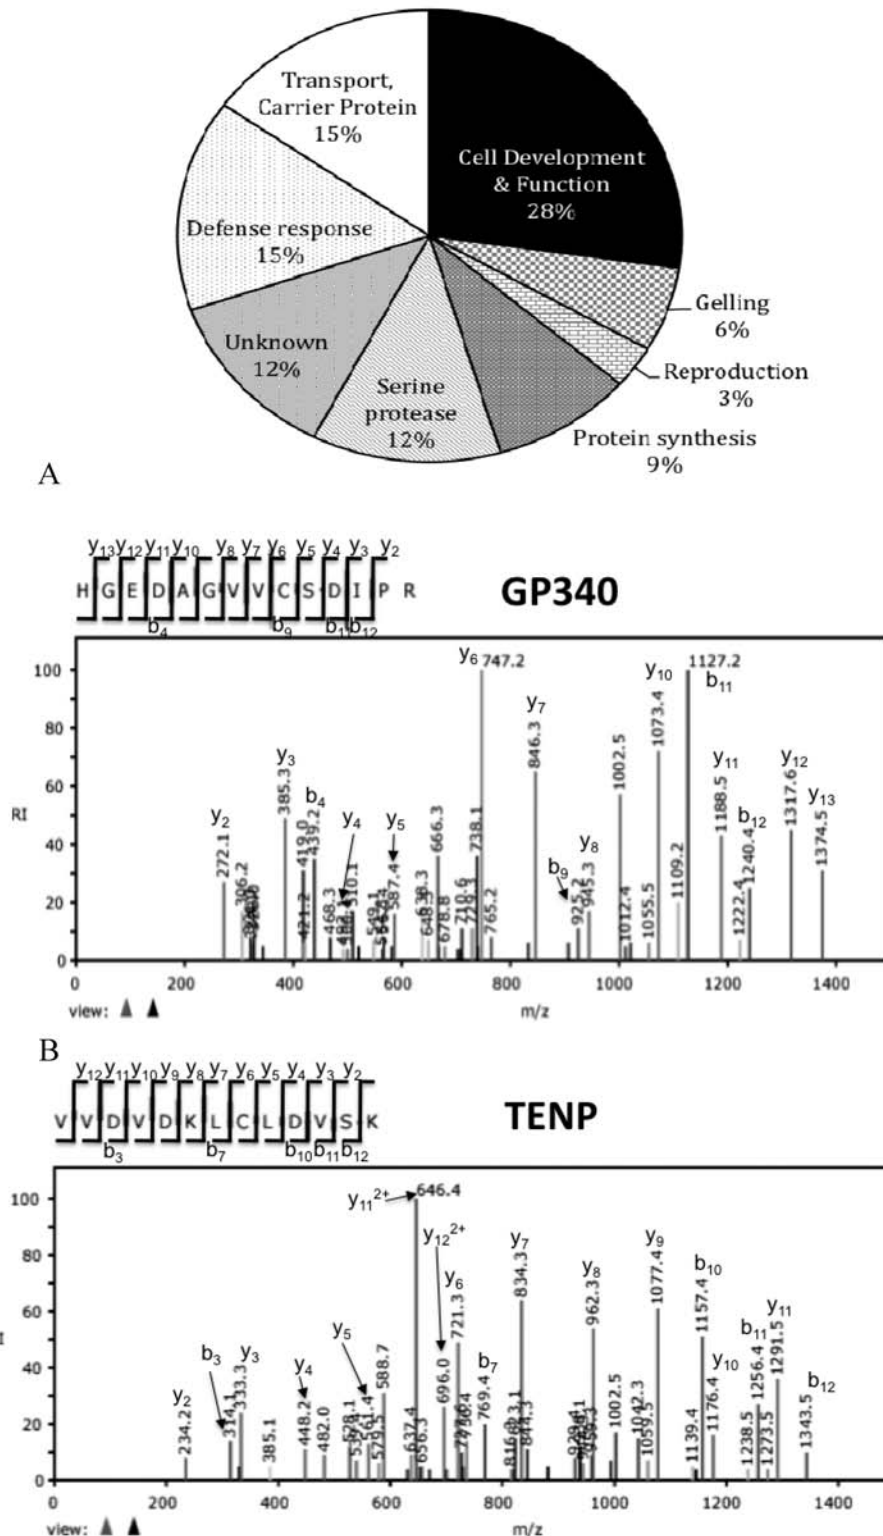 Transport,
Carrier Protein
15%
Cell Development
& Function
28%
Defense response
15%
Gelling
6%
Unknown
12%
Reproduction
3%
Serine
protease
12%
Protein synthesis
9%
A
y13 y12 y11 y10 y8 y7 y6 y5 y4 y3 y2
H G E D A G V V C S D I P R
b4 b9 b11 b12
GP340
y6 747.2
1127.2
b11
y10
1073.4
y7
846.3
y3
385.3
b4
439.2
419.0
421.2
y2
272.1
306.2
y4
510.1
468.3
y5
587.4
549.1
666.3
638.3
648.5
678.8
738.1
710.6
729.3
765.2
b9
y8
945.3
1002.5
1012.4
1055.5
1109.2
y11
1188.5
b12
1240.4
1222.4
y12
1317.6
y13
1374.5
100
80
60
RI
40
20
0
0 200 400 600 800 1000 1200 1400
view: m/z
B
y12 y11 y10 y9 y8 y7 y6 y5 y4 y3 y2
V V D V D K L C L D V S K
b3 b7 b10 b11 b12
TENP
y11 2+ 646.4
y12 2+
696.0
y7
834.3
y6
721.3
y8
962.3
y9
1077.4
b10
1157.4
y11
1291.5
b11
1256.4
y10
1176.4
b12
1343.5
b3
314.1
y3
333.3
y2
234.2
385.1
y4
448.2
482.0
y5
561.4
528.1
579.5
588.7
637.4
656.3
b7
769.4
844.3
1002.5
1042.3
1059.5
1139.4
1238.5
1273.5
100
80
60
40
20
0
0 200 400 600 800 1000 1200 1400
view: m/z